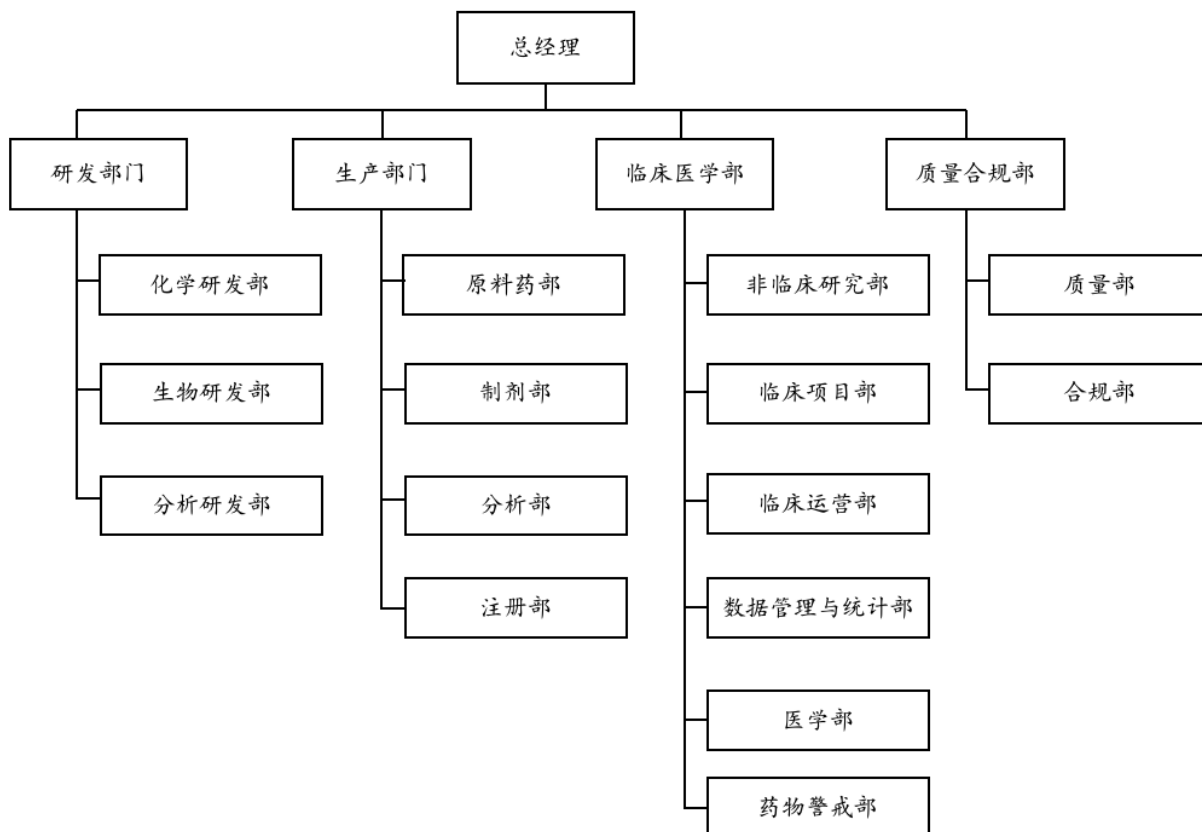 总经理
研发部门
生产部门
临床医学部
质量合规部
化学研发部
原料药部
非临床研究部
质量部
生物研发部
制剂部
临床项目部
合规部
分析研发部
分析部
临床运营部
注册部
数据管理与统计部
医学部
药物警戒部